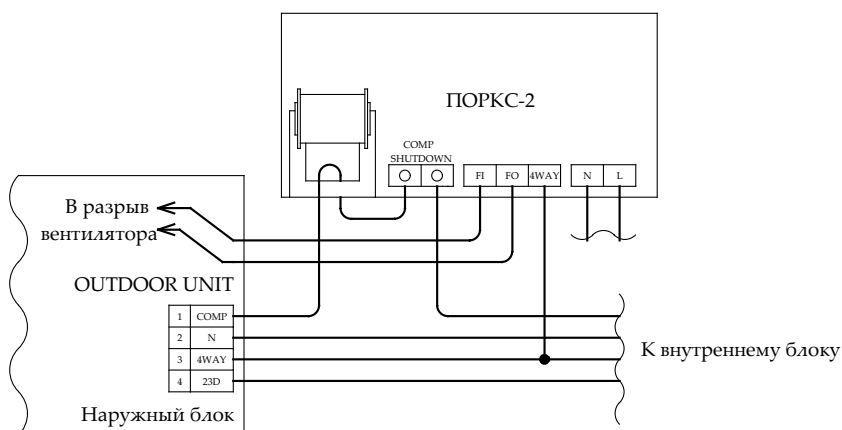 ПОРКС-2
COMP
SHUTDOWN
FI FO 4WAY N L
В разрыв
вентилятора
OUTDOOR UNIT
1 COMP
2 N
3 4WAY
4 23D
К внутреннему блоку
Наружный блок